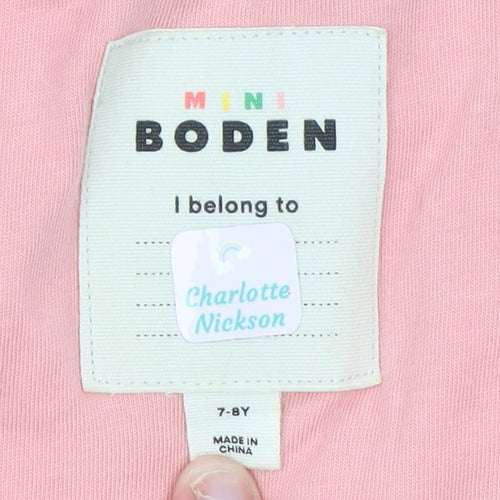 MINI
BODEN
I belong to
Charlotte
Nickson
7-8Y
MADE IN
CHINA